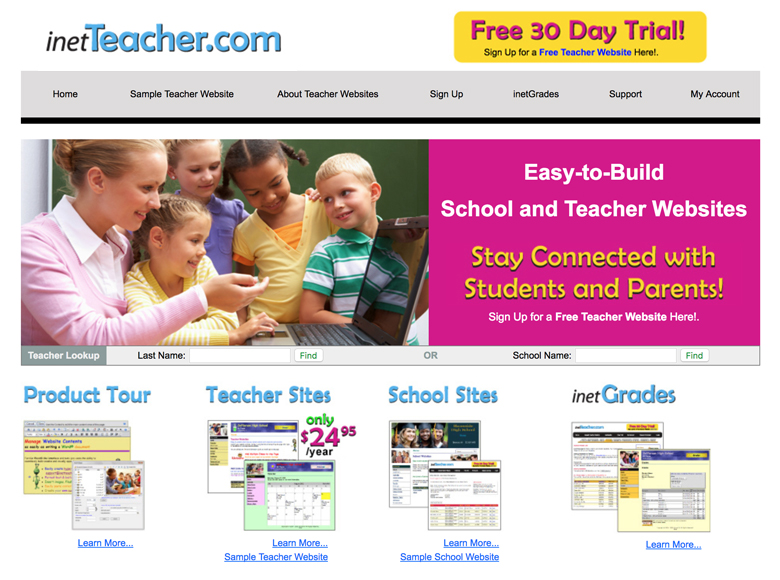 inetTeacher.com
Free 30 Day Trial!
Sign Up for a Free Teacher Website Here!.
Home Sample Teacher Website About Teacher Websites Sign Up inetGrades Support My Account
Easy-to-Build
School and Teacher Websites
Stay Connected with
Students and Parents!
Sign Up for a Free Teacher Website Here!.
Teacher Lookup Last Name: Find OR School Name: Find
Product Tour Teacher Sites School Sites inetGrades
only
$24.95
/year
Manage Website Contents
Learn More... Learn More... Learn More... Learn More...
Sample Teacher Website Sample School Website